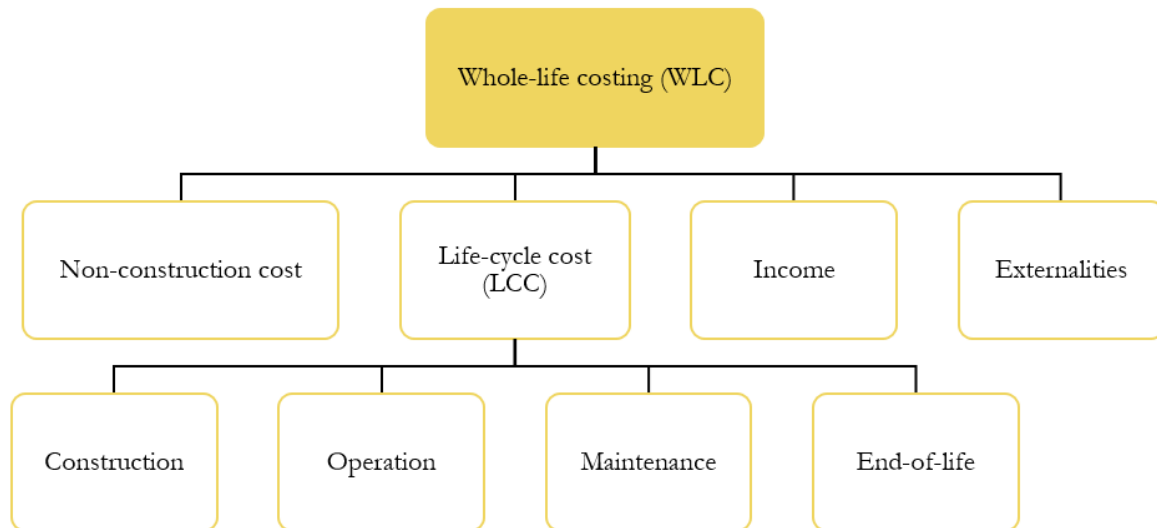 Whole-life costing (WLC)
Non-construction cost
Life-cycle cost
(LCC)
Income
Externalities
Construction
Operation
Maintenance
End-of-life